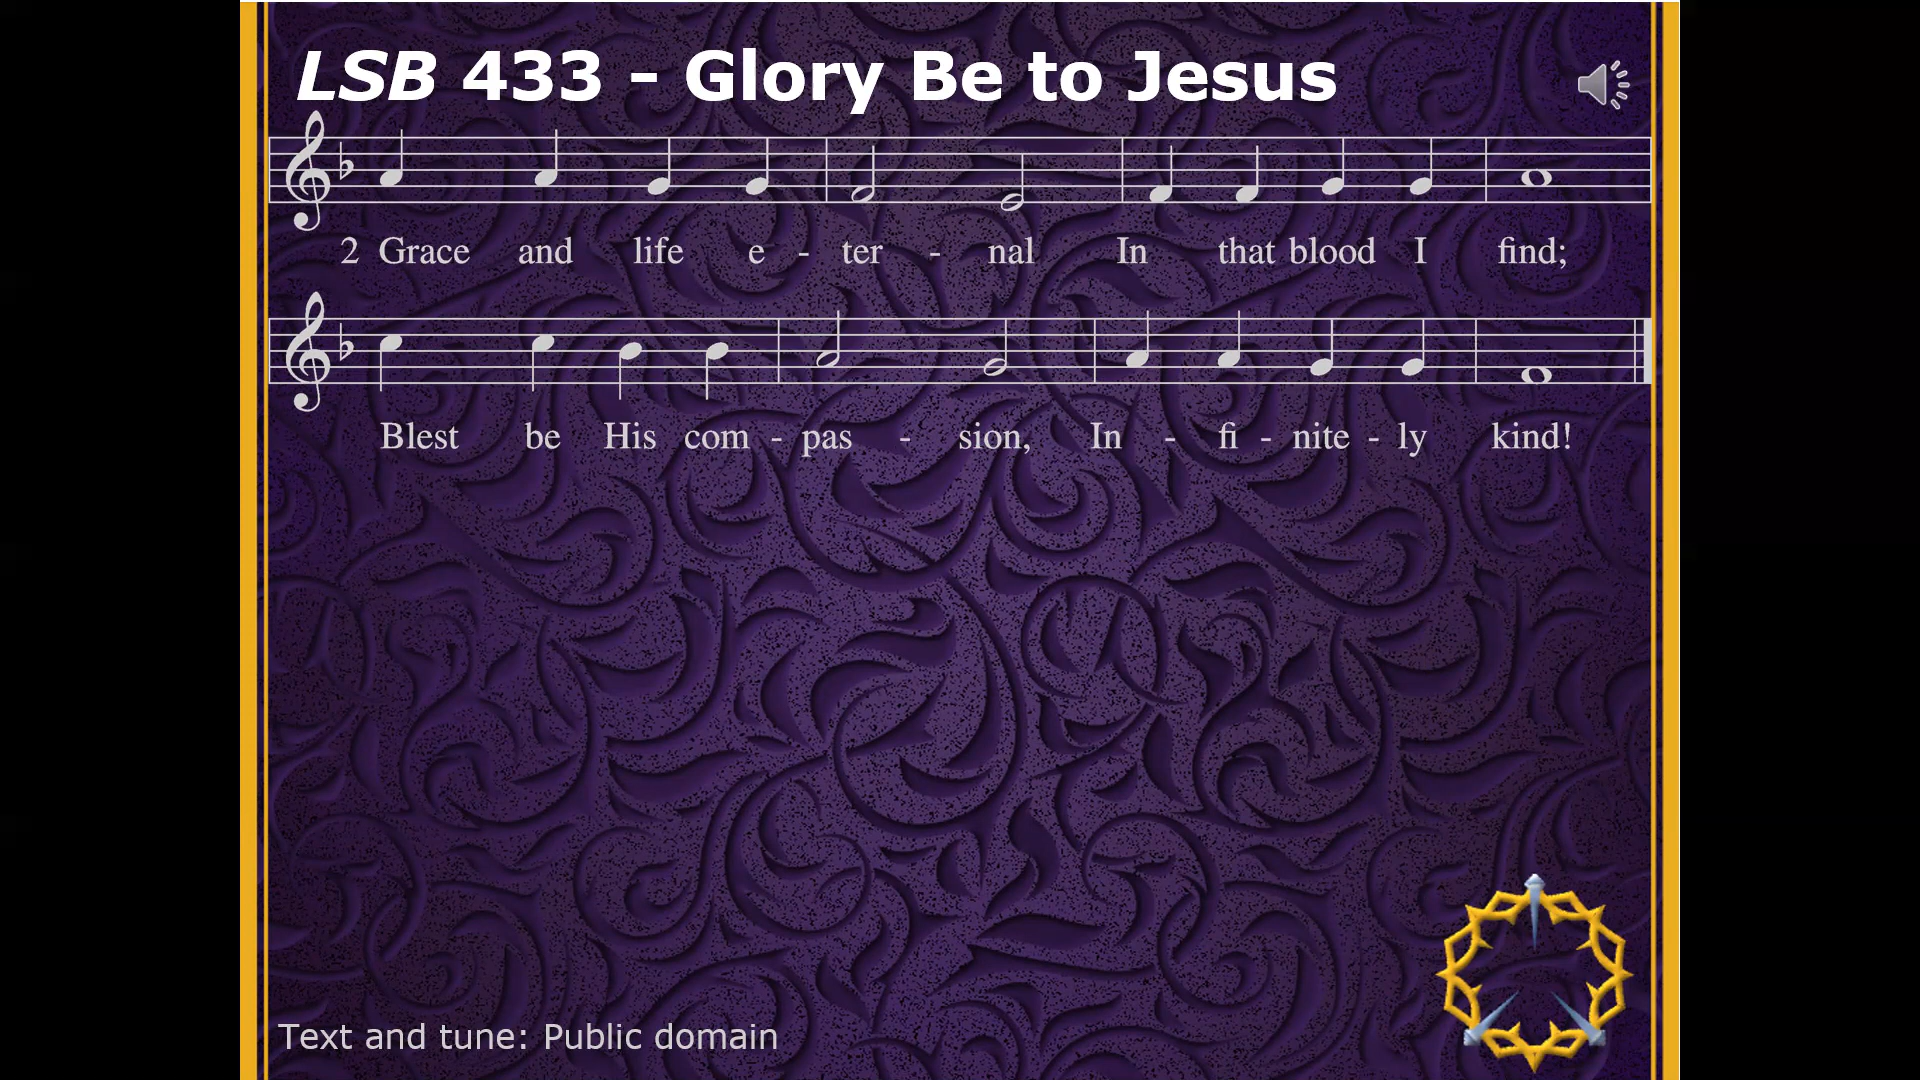 LSB 433 – Glory Be to Jesus
2 Grace and life e - ter - nal In that blood I find;
Blest be His com - pas - sion, In - fi - nite - ly kind!
Text and tune: Public domain